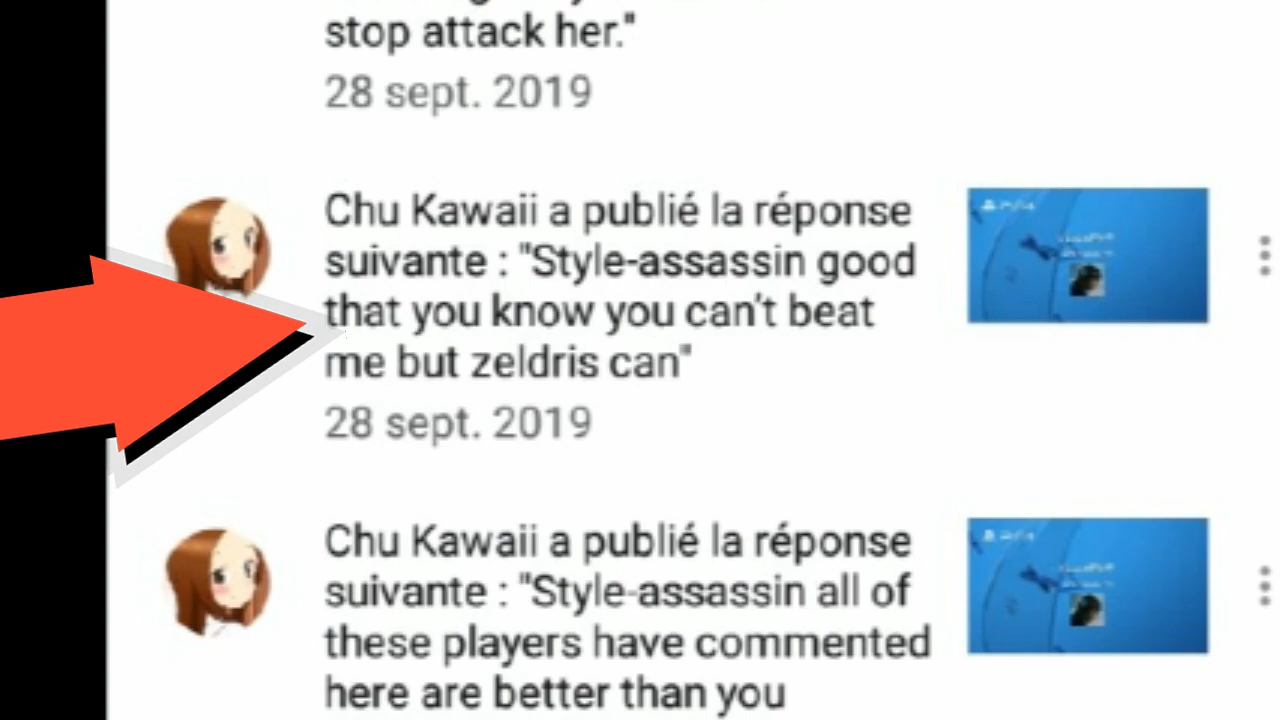 stop attack her."
28 sept. 2019
Chu Kawaii a publié la réponse
suivante : "Style-assassin good
that you know you can't beat
me but zeldris can"
28 sept. 2019
Chu Kawaii a publié la réponse
suivante : "Style-assassin all of
these players have commented
here are better than you